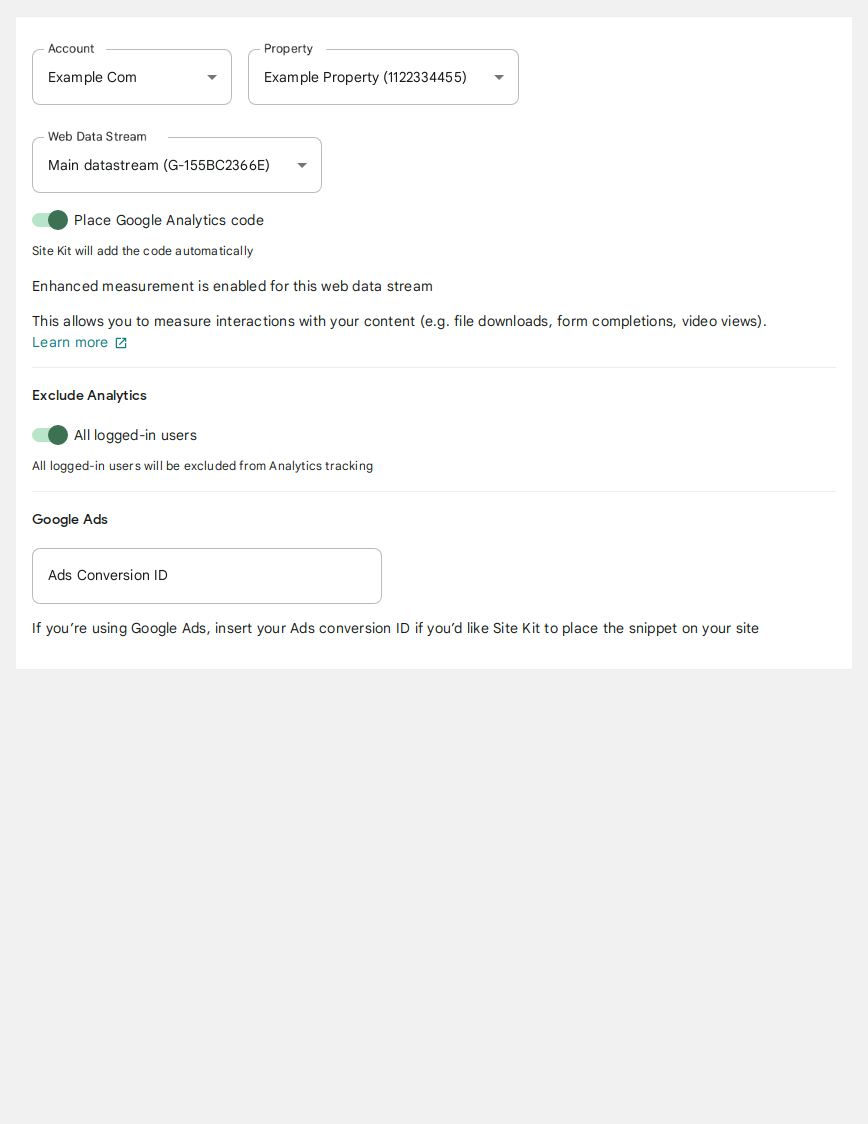 Account
Property
Example Com
Example Property (1122334455)
Web Data Stream
Main datastream (G-155BC2366E)
Place Google Analytics code
Site Kit will add the code automatically
Enhanced measurement is enabled for this web data stream
This allows you to measure interactions with your content (e.g. file downloads, form completions, video views).
Learn more
Exclude Analytics
All logged-in users
All logged-in users will be excluded from Analytics tracking
Google Ads
Ads Conversion ID
If you’re using Google Ads, insert your Ads conversion ID if you’d like Site Kit to place the snippet on your site